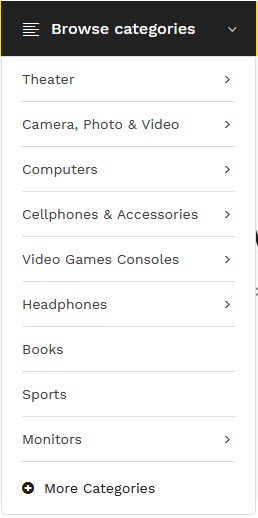 Browse categories
Theater
Camera, Photo & Video
Computers
Cellphones & Accessories
Video Games Consoles
Headphones
Books
Sports
Monitors
More Categories